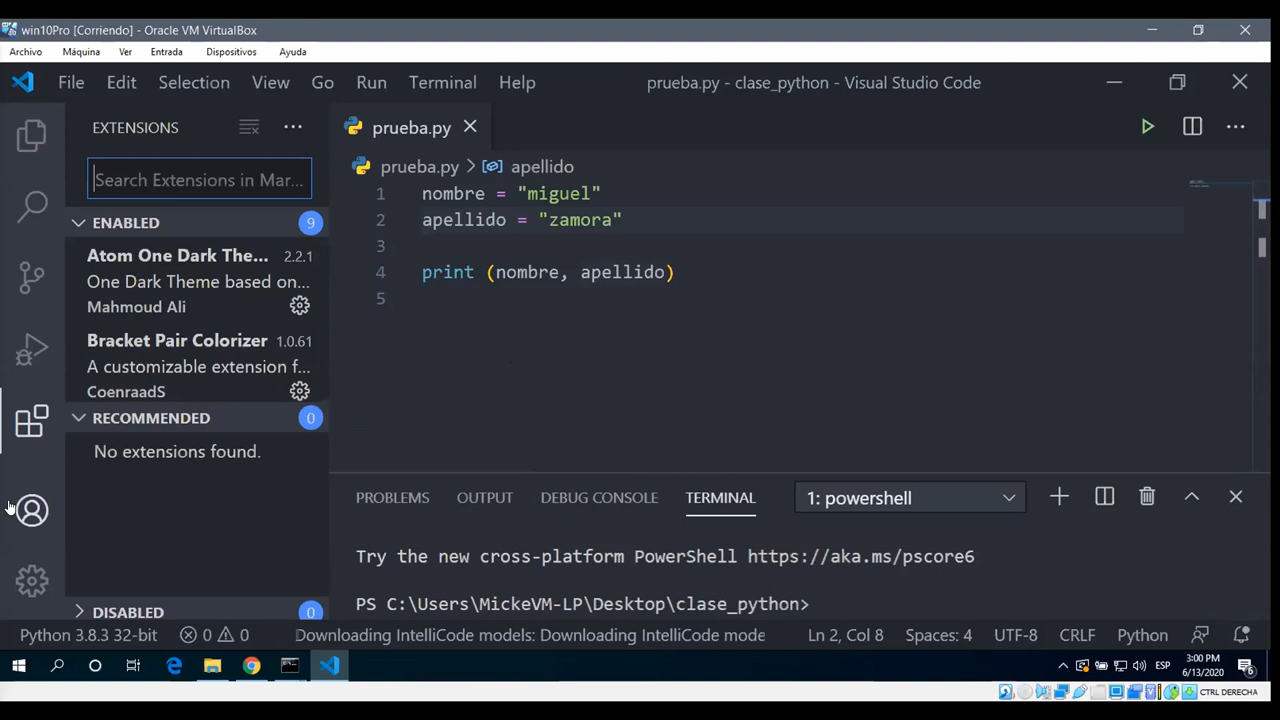 win10Pro [Corriendo] - Oracle VM VirtualBox
Archivo Máquina Ver Entrada Dispositivos Ayuda
File Edit Selection View Go Run Terminal Help prueba.py - clase_python - Visual Studio Code
EXTENSIONS
prueba.py
Search Extensions in Mar...
prueba.py > apellido
ENABLED 9
Atom One Dark The... 2.2.1
One Dark Theme based on...
Mahmoud Ali
Bracket Pair Colorizer 1.0.61
A customizable extension f...
CoenraadS
RECOMMENDED 0
No extensions found.
DISABLED 0
1 nombre = "miguel"
2 apellido = "zamora"
3
4 print (nombre, apellido)
5
PROBLEMS OUTPUT DEBUG CONSOLE TERMINAL 1: powershell
Try the new cross-platform PowerShell https://aka.ms/pscore6
PS C:\Users\MickeVM-LP\Desktop\clase_python>
Python 3.8.3 32-bit 0 0 Downloading IntelliCode models: Downloading IntelliCode mode Ln 2, Col 8 Spaces: 4 UTF-8 CRLF Python
ESP 3:00 PM
6/13/2020
6
CTRL DERECHA